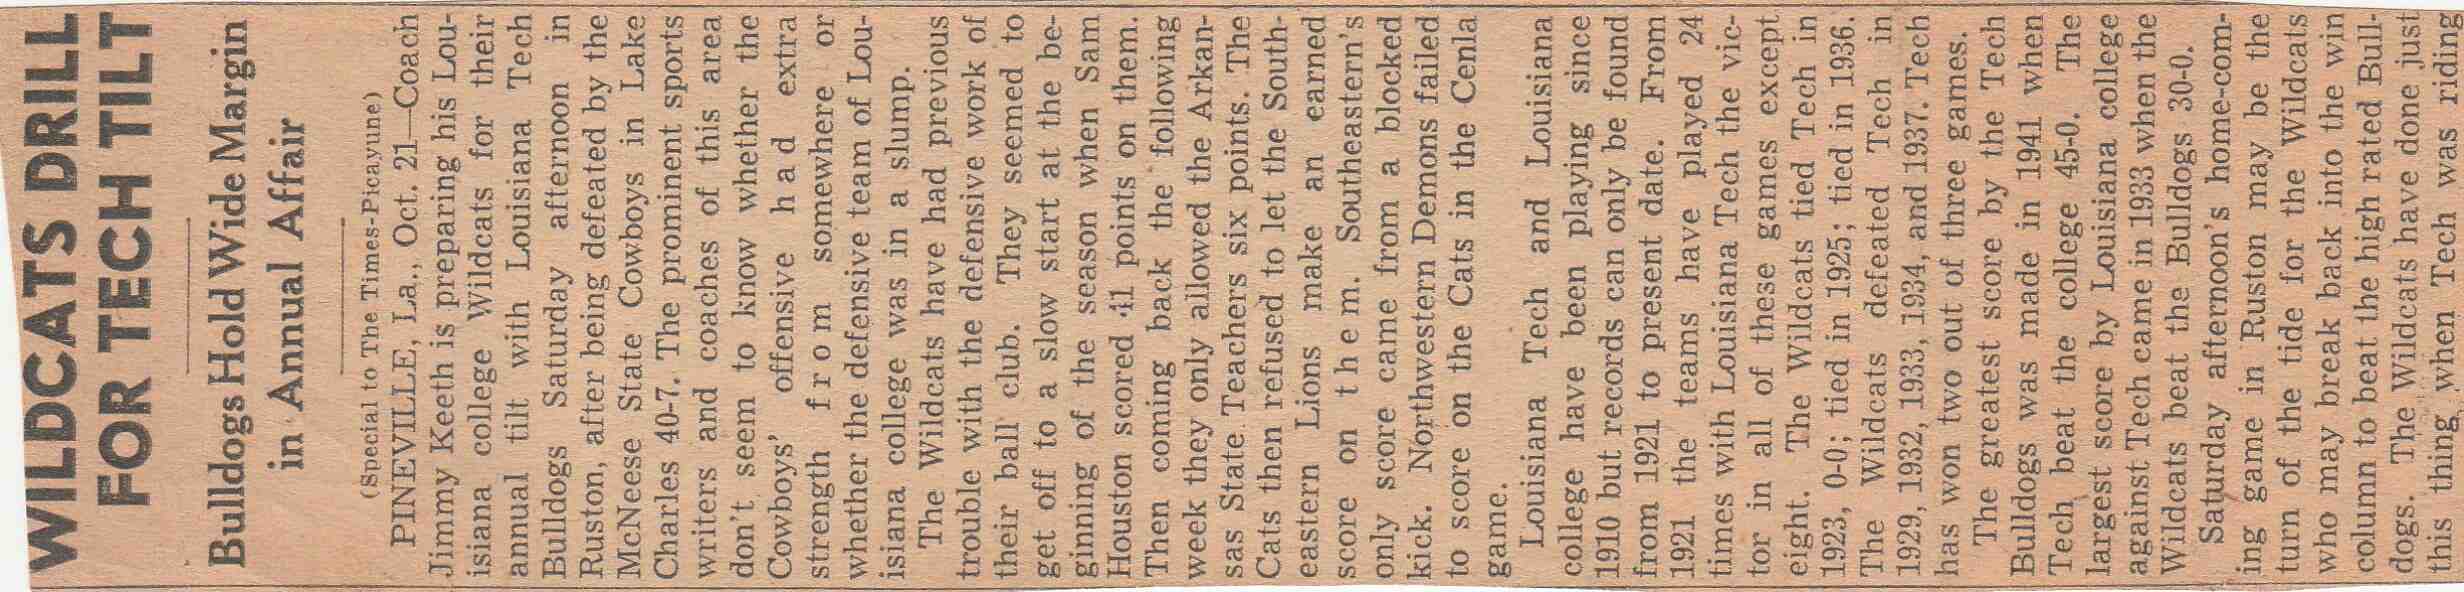 WILDCATS DRILL
FOR TECH TILT
Bulldogs Hold Wide Margin
in Annual Affair
(Special to The Times-Picayune)
PINEVILLE, La., Oct. 21—Coach
Jimmy Keeth is preparing his Lou-
isiana college Wildcats for their
annual tilt with Louisiana Tech
Bulldogs Saturday afternoon in
Ruston, after being defeated by the
McNeese State Cowboys in Lake
Charles 40-7. The prominent sports
writers and coaches of this area
don't seem to know whether the
Cowboys' offensive had extra
strength from somewhere or
whether the defensive team of Lou-
isiana college was in a slump.
The Wildcats have had previous
trouble with the defensive work of
their ball club. They seemed to
get off to a slow start at the be-
ginning of the season when Sam
Houston scored 41 points on them.
Then coming back the following
week they only allowed the Arkan-
sas State Teachers six points. The
Cats then refused to let the South-
eastern Lions make an earned
score on them. Southeastern's
only score came from a blocked
kick. Northwestern Demons failed
to score on the Cats in the Cenla
game.
Louisiana Tech and Louisiana
college have been playing since
1910 but records can only be found
from 1921 to present date. From
1921 the teams have played 24
times with Louisiana Tech the vic-
tor in all of these games except
eight. The Wildcats tied Tech in
1923, 0-0; tied in 1925; tied in 1936.
The Wildcats defeated Tech in
1929, 1932, 1933, 1934, and 1937. Tech
has won two out of three games.
The greatest score by the Tech
Bulldogs was made in 1941 when
Tech beat the college 45-0. The
largest score by Louisiana college
against Tech came in 1933 when the
Wildcats beat the Bulldogs 30-0.
Saturday afternoon's home-com-
ing game in Ruston may be the
turn of the tide for the Wildcats
who may break back into the win
column to beat the high rated Bull-
dogs. The Wildcats have done just
this thing when Tech was riding